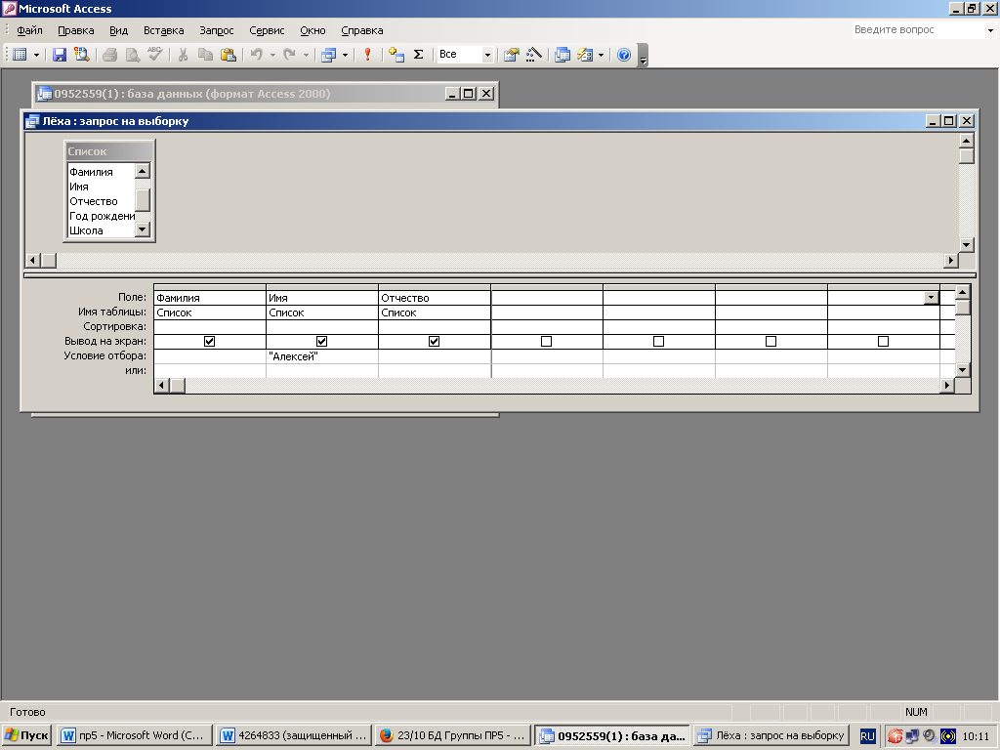 Microsoft Access
Файл Правка Вид Вставка Запрос Сервис Окно Справка Введите вопрос
ABC Σ Все
0952559(1) : база данных (формат Access 2000)
Лёха : запрос на выборку
Список
Фамилия
Имя
Отчество
Год рождени
Школа
Поле: Фамилия Имя Отчество
Имя таблицы: Список Список Список
Сортировка:
Вывод на экран:
Условие отбора: "Алексей"
или:
Готово NUM
Пуск пр5 - Microsoft Word (С... 4264833 (защищенный ... 23/10 БД Группы ПР5 - ... 0952559(1) : база да... Лёха : запрос на выборку RU 10:11